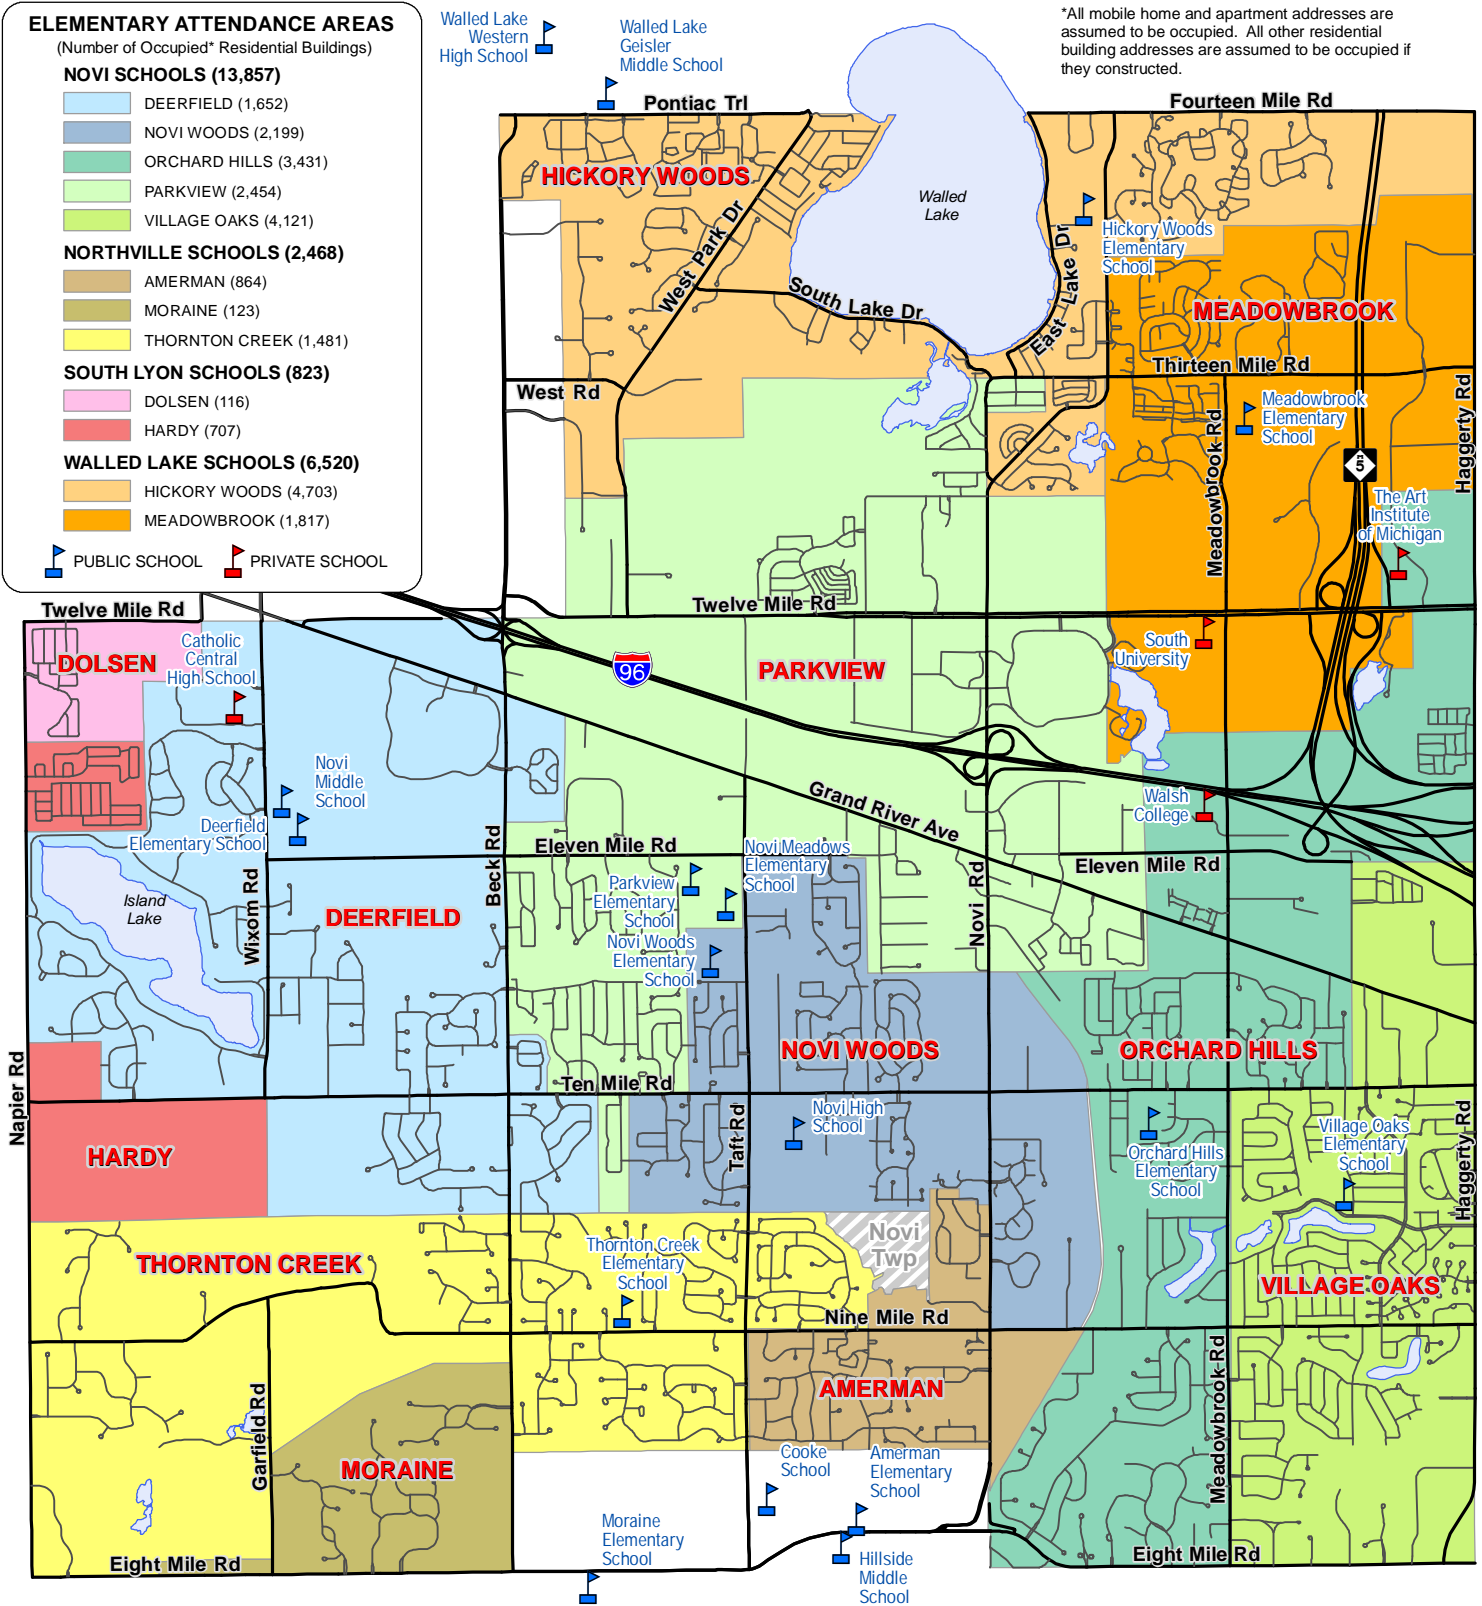 ELEMENTARY ATTENDANCE AREAS
(Number of Occupied* Residential Buildings)
NOVI SCHOOLS (13,857)
DEERFIELD (1,652)
NOVI WOODS (2,199)
ORCHARD HILLS (3,431)
PARKVIEW (2,454)
VILLAGE OAKS (4,121)
NORTHVILLE SCHOOLS (2,468)
AMERMAN (864)
MORAINE (123)
THORNTON CREEK (1,481)
SOUTH LYON SCHOOLS (823)
DOLSEN (116)
HARDY (707)
WALLED LAKE SCHOOLS (6,520)
HICKORY WOODS (4,703)
MEADOWBROOK (1,817)
PUBLIC SCHOOL
PRIVATE SCHOOL
*All mobile home and apartment addresses are
assumed to be occupied. All other residential
building addresses are assumed to be occupied if
they constructed.
Walled Lake
Western
High School
Walled Lake
Geisler
Middle School
Pontiac Trl
Fourteen Mile Rd
HICKORY WOODS
Walled
Lake
West Park Dr
South Lake Dr
East Lake Dr
Hickory Woods
Elementary
School
MEADOWBROOK
Thirteen Mile Rd
West Rd
Meadowbrook
Elementary
School
Meadowbrook Rd
Haggerty Rd
5
The Art
Institute
of Michigan
Twelve Mile Rd
Twelve Mile Rd
DOLSEN
Catholic
Central
High School
96
PARKVIEW
South
University
Novi
Middle
School
Deerfield
Elementary School
Grand River Ave
Walsh
College
Eleven Mile Rd
Eleven Mile Rd
Beck Rd
Novi Meadows
Elementary
School
Parkview
Elementary
School
Novi Rd
Island
Lake
Wixom Rd
DEERFIELD
Novi Woods
Elementary
School
NOVI WOODS
ORCHARD HILLS
Ten Mile Rd
Napier Rd
HARDY
Taft Rd
Novi High
School
Orchard Hills
Elementary
School
Village Oaks
Elementary
School
Haggerty Rd
Novi
Twp
THORNTON CREEK
Thornton Creek
Elementary
School
VILLAGE OAKS
Nine Mile Rd
AMERMAN
Garfield Rd
Meadowbrook Rd
MORAINE
Cooke
School
Amerman
Elementary
School
Moraine
Elementary
School
Hillside
Middle
School
Eight Mile Rd
Eight Mile Rd